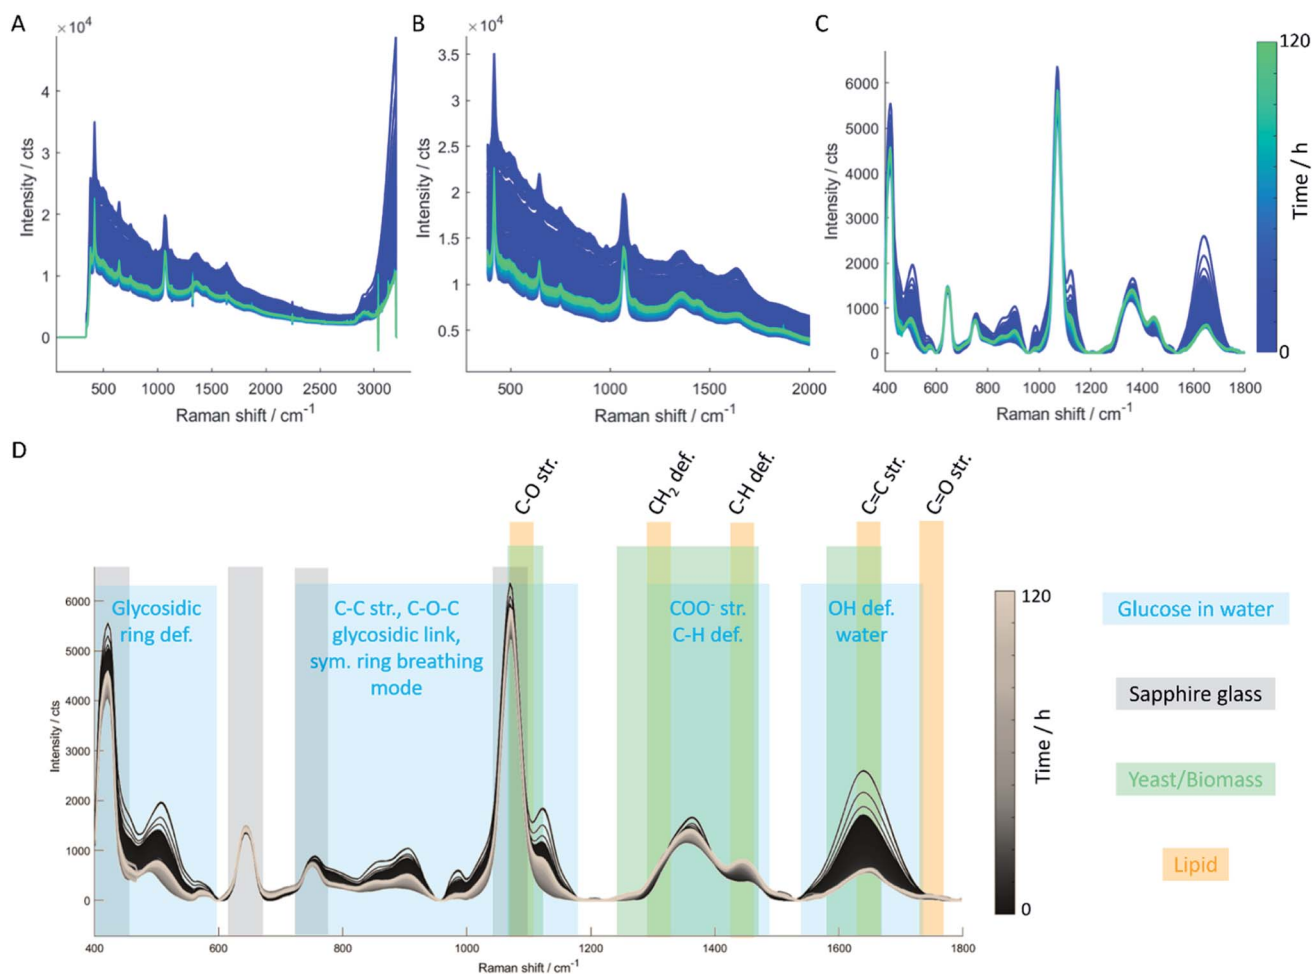 A
×10⁴
4
3
2
1
0
Intensity / cts
500 1000 1500 2000 2500 3000
Raman shift / cm⁻¹
B
×10⁴
3.5
3
2.5
2
1.5
1
0.5
Intensity / cts
500 1000 1500 2000
Raman shift / cm⁻¹
C
6000
5000
4000
3000
2000
1000
0
Intensity / cts
400 600 800 1000 1200 1400 1600 1800
Raman shift / cm⁻¹
120
Time / h
0
D
C-O str.
CH₂ def.
C-H def.
C=C str.
C=O str.
Glycosidic
ring def.
C-C str., C-O-C
glycosidic link,
sym. ring breathing
mode
COO⁻ str.
C-H def.
OH def.
water
6000
5000
4000
3000
2000
1000
0
Intensity / cts
400 600 800 1000 1200 1400 1600 1800
Raman shift / cm⁻¹
120
Time / h
0
Glucose in water
Sapphire glass
Yeast/Biomass
Lipid